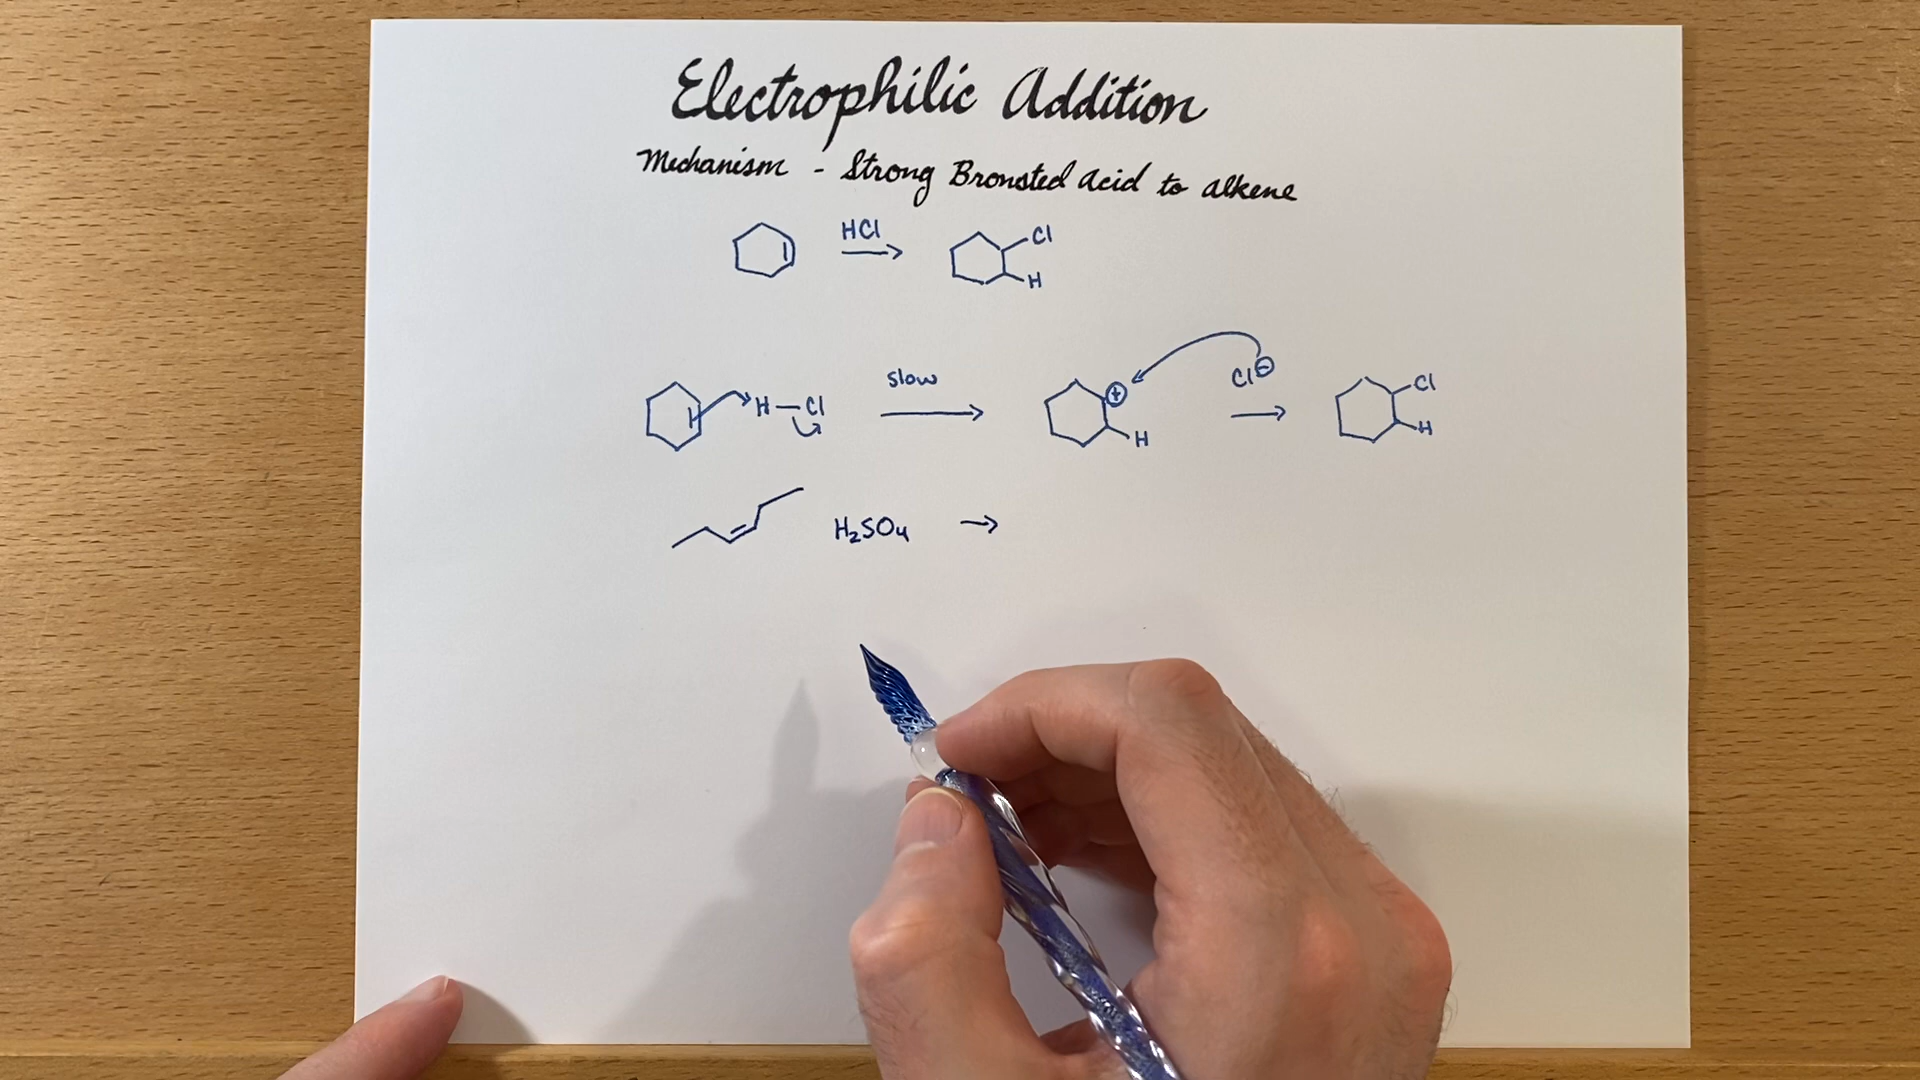 Electrophilic Addition
Mechanism - Strong Bronsted Acid to alkene
HCl → Cl H
H—Cl slow → ⊕ H Cl⊖ → Cl H
H₂SO₄ →